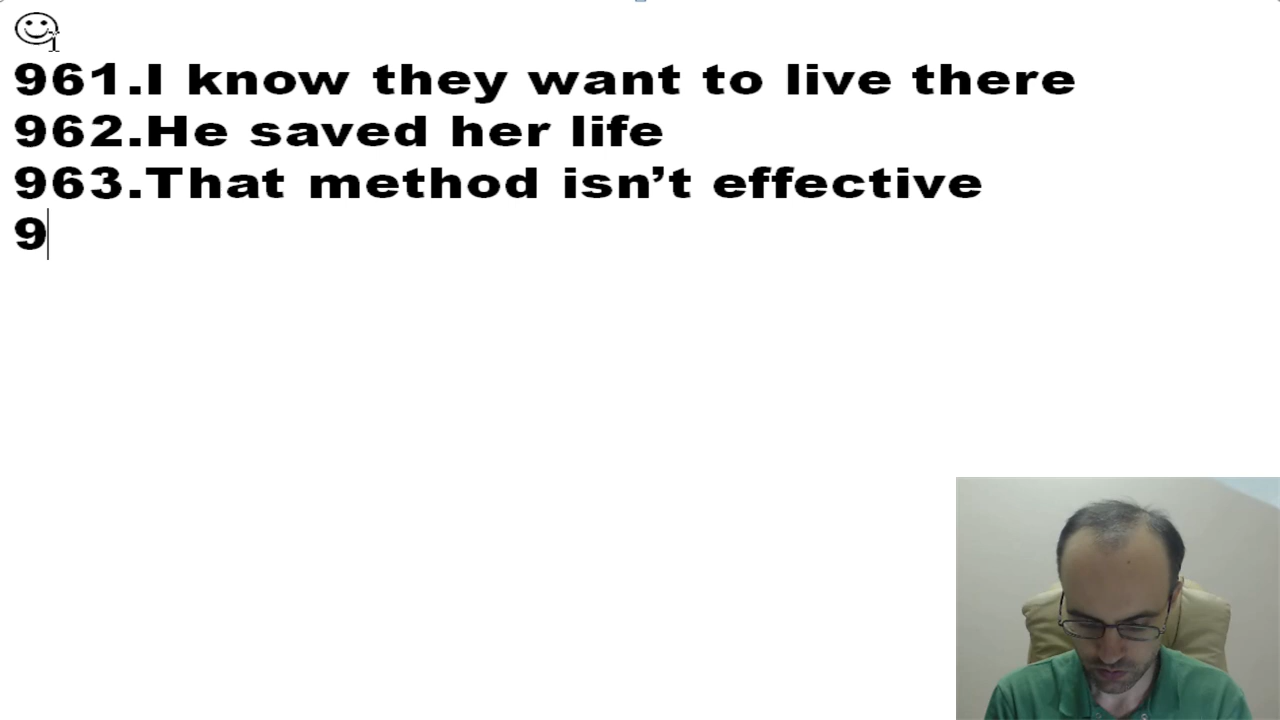 961.I know they want to live there
962.He saved her life
963.That method isn’t effective
9